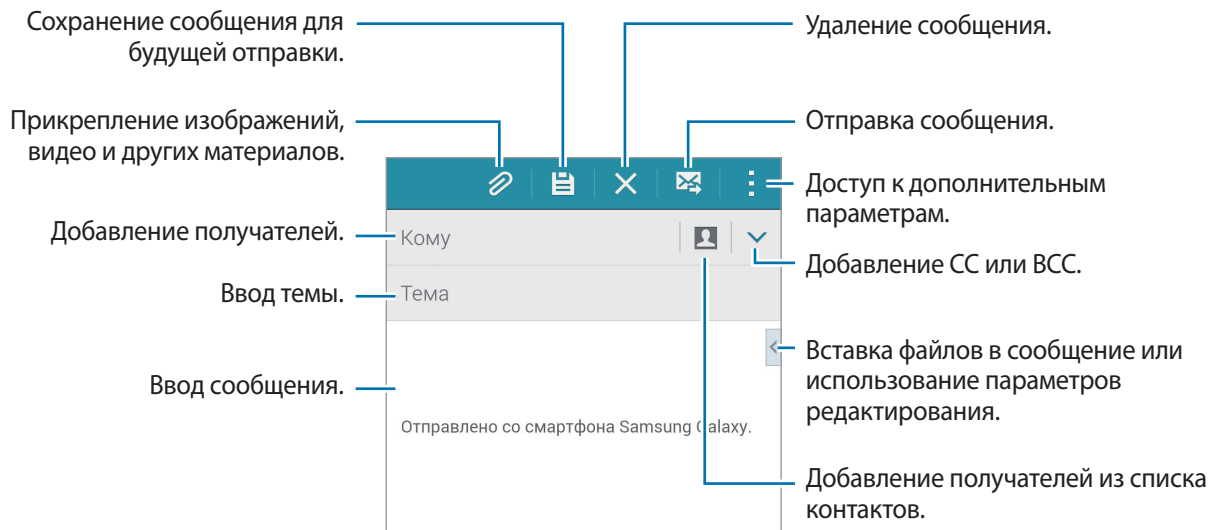 Сохранение сообщения для
будущей отправки.
Удаление сообщения.
Прикрепление изображений,
видео и других материалов.
Отправка сообщения.
Доступ к дополнительным
параметрам.
Добавление получателей.
Кому
Добавление СС или ВСС.
Ввод темы.
Тема
Вставка файлов в сообщение или
использование параметров
редактирования.
Ввод сообщения.
Отправлено со смартфона Samsung Galaxy.
Добавление получателей из списка
контактов.